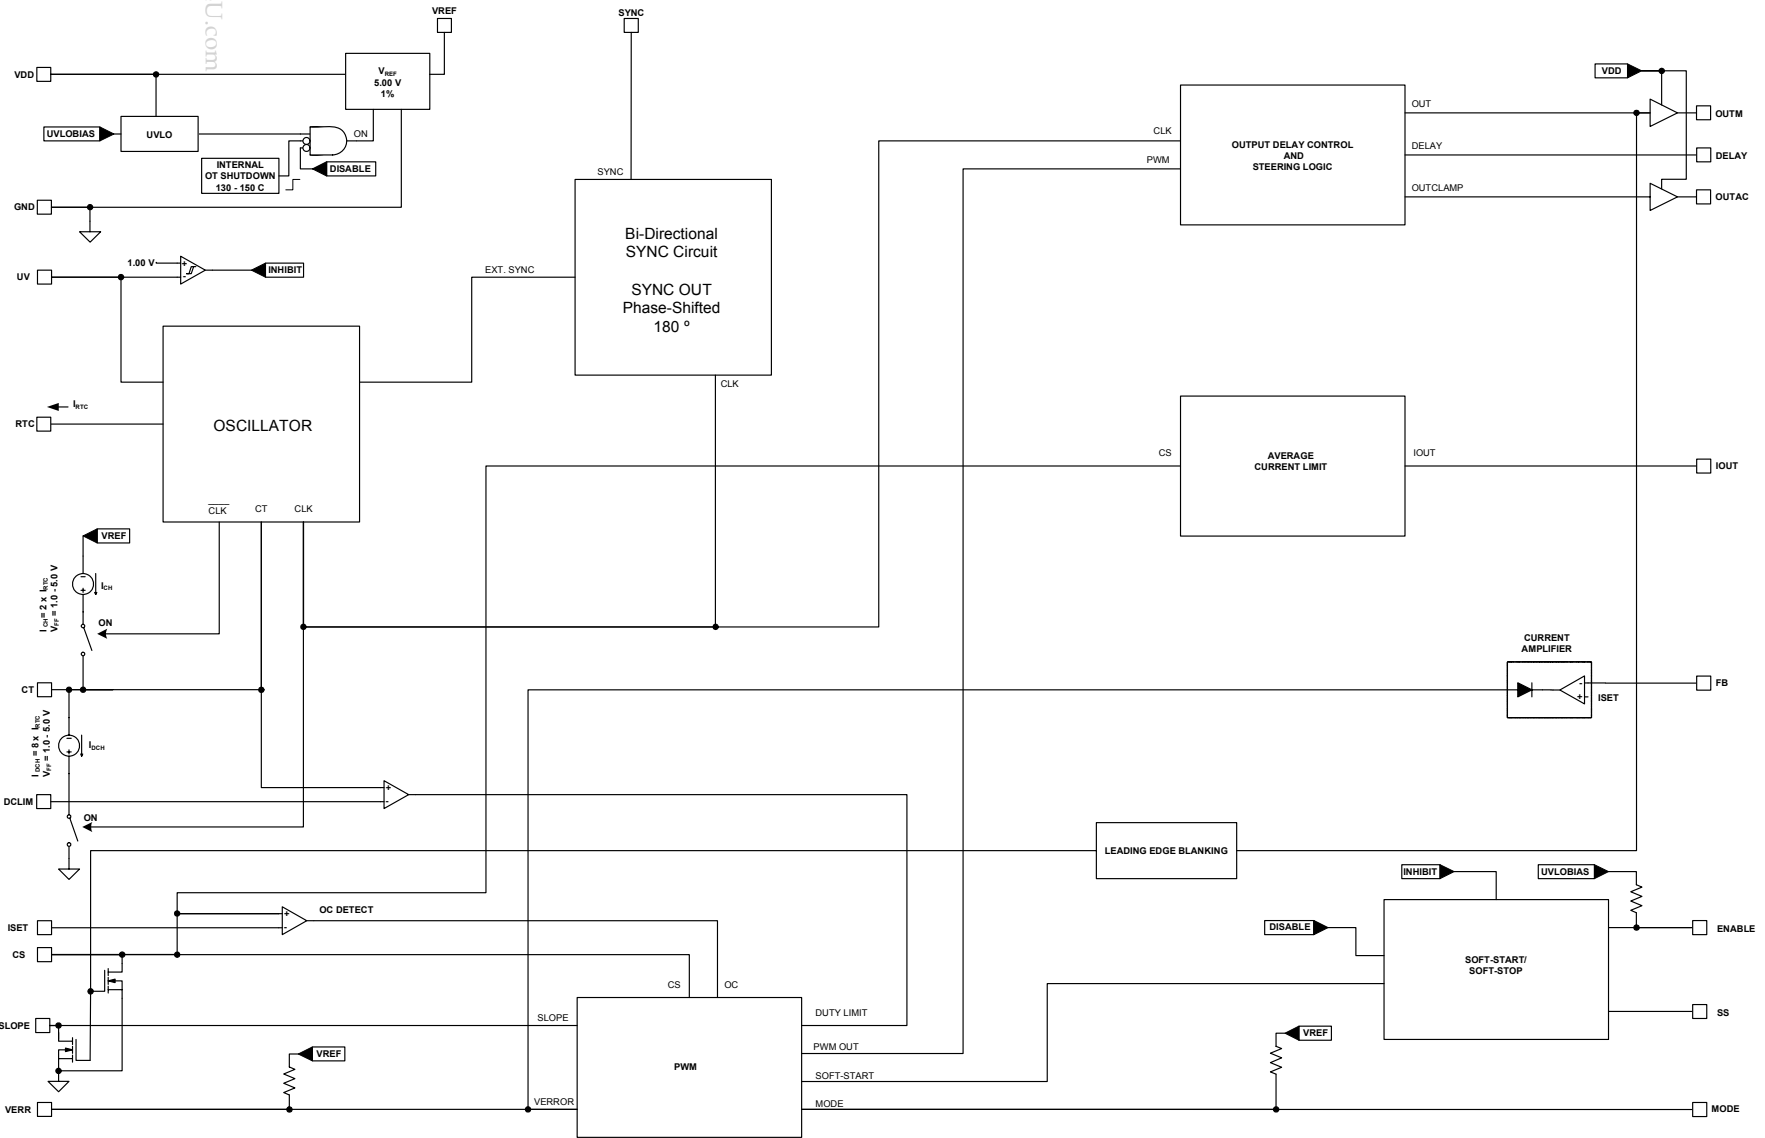 U.com
VREF
SYNC
VDD
VREF
5.00 V
1%
VDD
OUT
OUTM
UVLOBIAS
UVLO
ON
CLK
OUTPUT DELAY CONTROL
AND
STEERING LOGIC
DELAY
DELAY
INTERNAL
OT SHUTDOWN
130 - 150 C
DISABLE
SYNC
PWM
OUTCLAMP
OUTAC
GND
Bi-Directional
SYNC Circuit
SYNC OUT
Phase-Shifted
180 º
1.00 V
+
-
INHIBIT
UV
EXT. SYNC
CLK
IRTC
RTC
OSCILLATOR
CS
AVERAGE
CURRENT LIMIT
IOUT
IOUT
CLK
CT
CLK
VREF
I CH = 2 x IRTC
VFF = 1.0 - 5.0 V
-
+
ICH
ON
CURRENT
AMPLIFIER
CT
-
+
ISET
FB
I DCH = 8 x IRTC
VFF = 1.0 - 5.0 V
-
+
IDCH
DCLIM
+
-
ON
LEADING EDGE BLANKING
INHIBIT
UVLOBIAS
OC DETECT
+
-
ISET
DISABLE
ENABLE
CS
SOFT-START/
SOFT-STOP
CS
OC
SS
SLOPE
SLOPE
DUTY LIMIT
VREF
PWM OUT
VREF
PWM
SOFT-START
VERR
VERROR
MODE
MODE